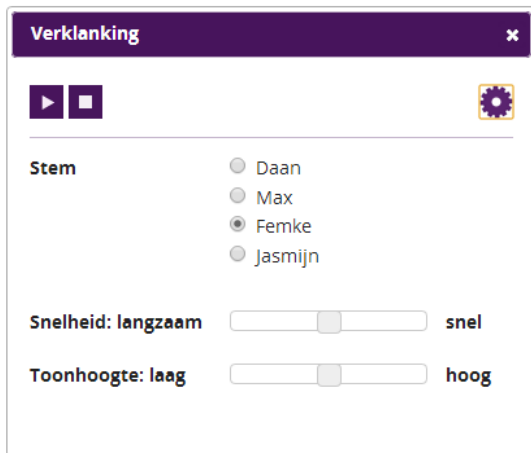 Verklanking
Stem
Daan
Max
Femke
Jasmijn
Snelheid: langzaam snel
Toonhoogte: laag hoog